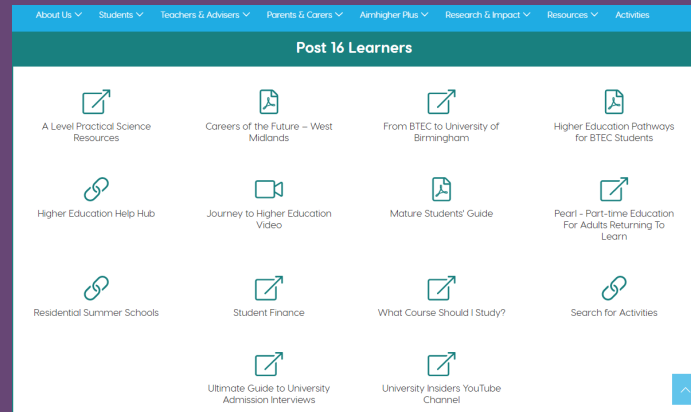 About Us Students Teachers & Advisers Parents & Carers Aimhigher Plus Research & Impact Resources Activities
Post 16 Learners
A Level Practical Science
Resources
Careers of the Future – West
Midlands
From BTEC to University of
Birmingham
Higher Education Pathways
for BTEC Students
Higher Education Help Hub
Journey to Higher Education
Video
Mature Students' Guide
Pearl - Part-time Education
For Adults Returning To
Learn
Residential Summer Schools
Student Finance
What Course Should I Study?
Search for Activities
Ultimate Guide to University
Admission Interviews
University Insiders YouTube
Channel